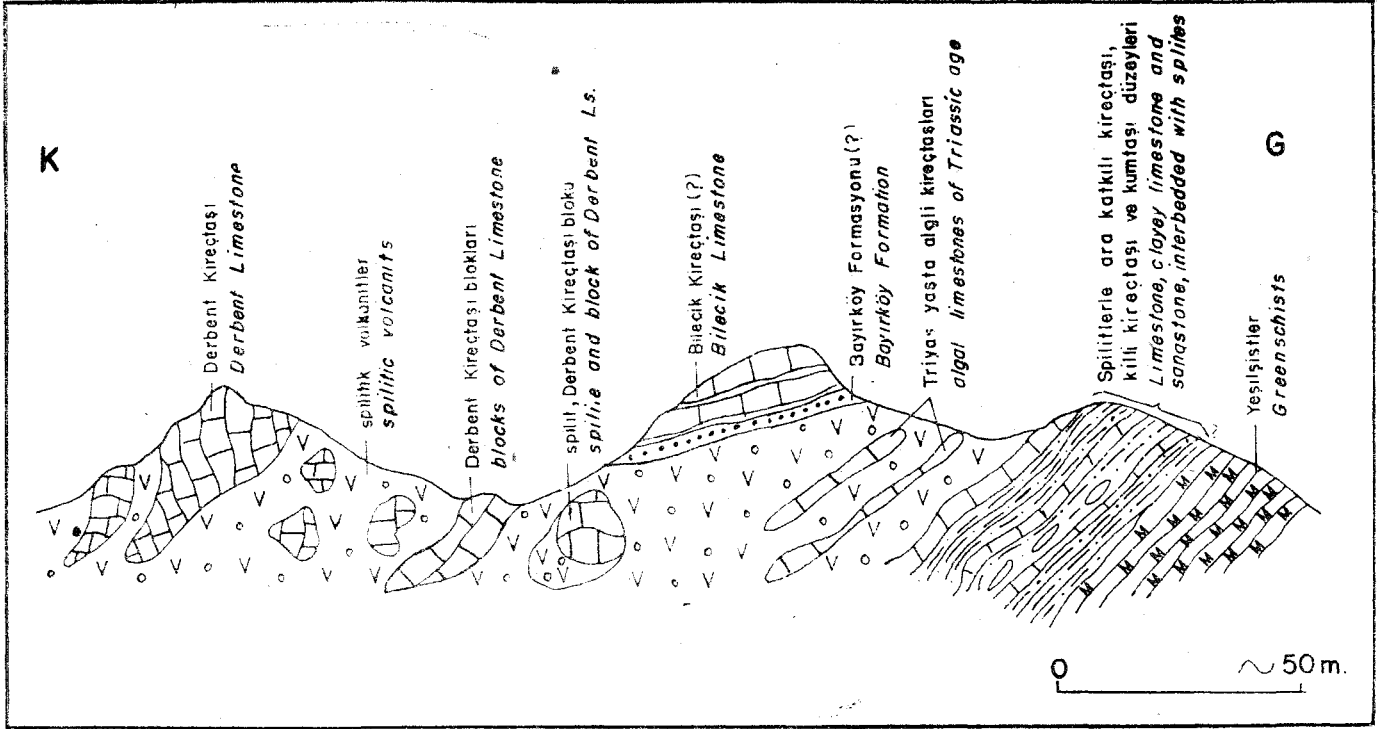 K
Derbent Kireçtaşı
Derbent Limestone
spilitik volkanitler
spilitic volcanits
Derbent Kireçtaşı blokları
blocks of Derbent Limestone
spilit, Derbent Kireçtaşı bloku
spilite and block of Derbent Ls.
Bilecik Kireçtaşı (?)
Bilecik Limestone
Bayırköy Formasyonu (?)
Bayırköy Formation
Triyas yaşta algli kireçtaşları
algal limestones of Triassic age
Spilitlerle ara katkılı kireçtaşı,
killi kireçtaşı ve kumtaşı düzeyleri
Limestone, clayey limestone and
sanastone, interbedded with splites
Yeşilşistler
Greenschists
G
0 ~ 50 m.